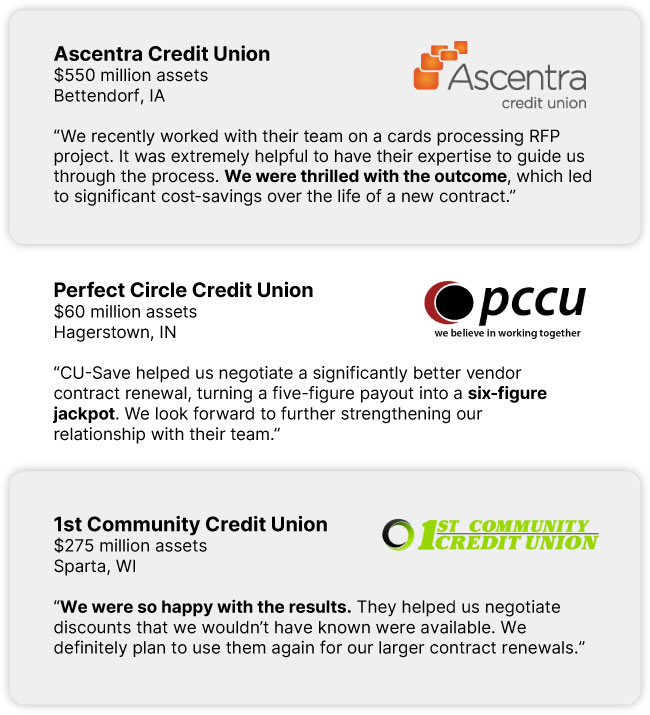 Ascentra Credit Union
$550 million assets
Bettendorf, IA
Ascentra
credit union
“We recently worked with their team on a cards processing RFP
project. It was extremely helpful to have their expertise to guide us
through the process. We were thrilled with the outcome, which led
to significant cost-savings over the life of a new contract.”
Perfect Circle Credit Union
$60 million assets
Hagerstown, IN
pccu
we believe in working together
“CU-Save helped us negotiate a significantly better vendor
contract renewal, turning a five-figure payout into a six-figure
jackpot. We look forward to further strengthening our
relationship with their team.”
1st Community Credit Union
$275 million assets
Sparta, WI
1ST COMMUNITY
CREDIT UNION
“We were so happy with the results. They helped us negotiate
discounts that we wouldn’t have known were available. We
definitely plan to use them again for our larger contract renewals.”